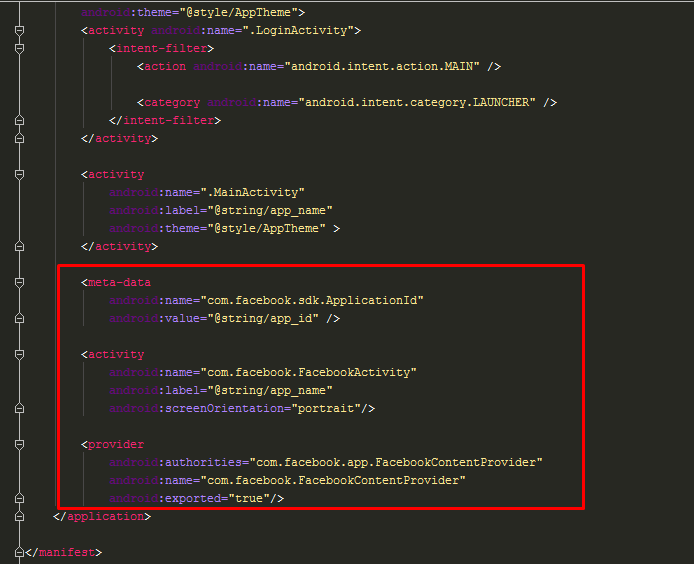 android:theme="@style/AppTheme">
<activity android:name=".LoginActivity">
<intent-filter>
<action android:name="android.intent.action.MAIN" />
<category android:name="android.intent.category.LAUNCHER" />
</intent-filter>
</activity>
<activity
android:name=".MainActivity"
android:label="@string/app_name"
android:theme="@style/AppTheme" >
</activity>
<meta-data
android:name="com.facebook.sdk.ApplicationId"
android:value="@string/app_id" />
<activity
android:name="com.facebook.FacebookActivity"
android:label="@string/app_name"
android:screenOrientation="portrait"/>
<provider
android:authorities="com.facebook.app.FacebookContentProvider"
android:name="com.facebook.FacebookContentProvider"
android:exported="true"/>
</application>
</manifest>